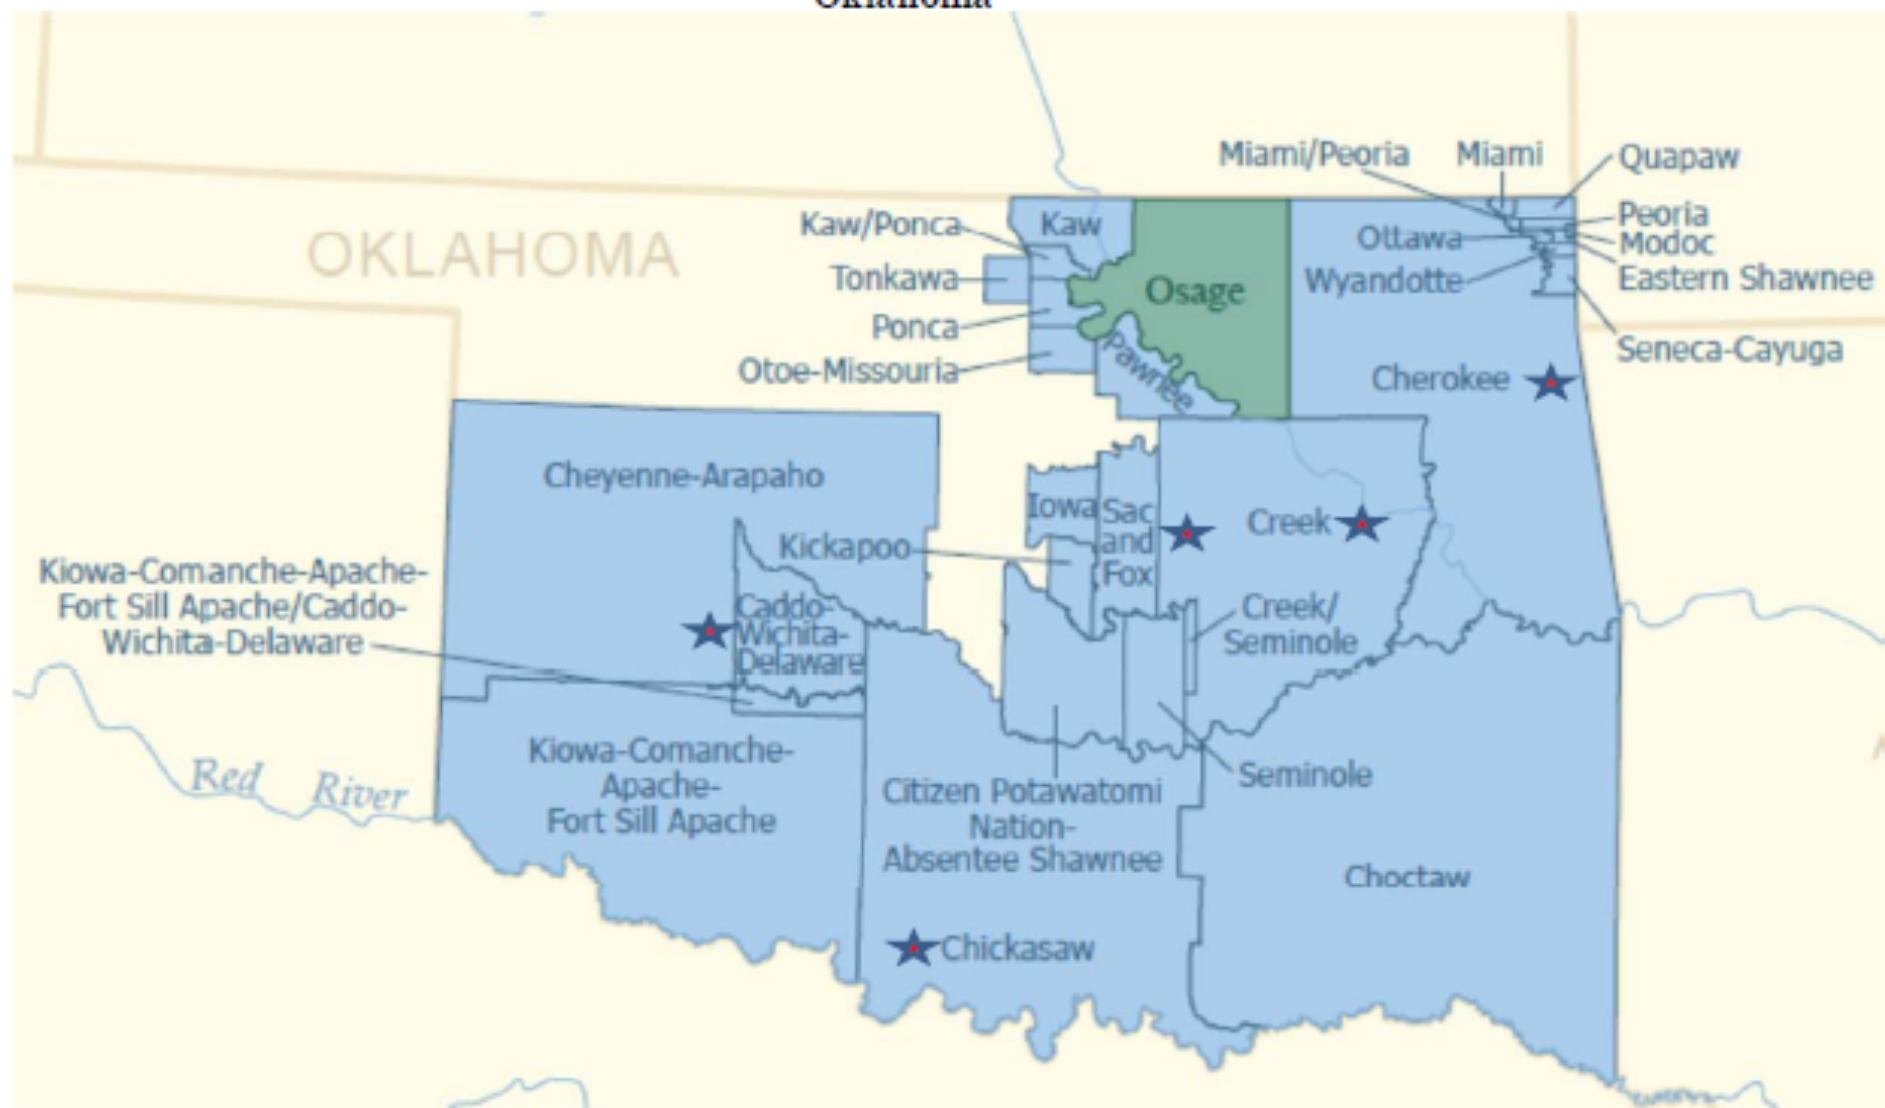 Oklahoma
Miami/Peoria
Miami
Quapaw
Kaw/Ponca
Kaw
Peoria
OKLAHOMA
Ottawa
Modoc
Tonkawa
Osage
Wyandotte
Eastern Shawnee
Ponca
Otoe-Missouria
Pawnee
Seneca-Cayuga
Cherokee
Cheyenne-Arapaho
Iowa
Sac
and
Fox
Creek
Kickapoo
Kiowa-Comanche-Apache-
Fort Sill Apache/Caddo-
Wichita-Delaware
Caddo-
Wichita-
Delaware
Creek/
Seminole
Kiowa-Comanche-
Apache-
Fort Sill Apache
Red River
Seminole
Citizen Potawatomi
Nation-
Absentee Shawnee
Choctaw
Chickasaw